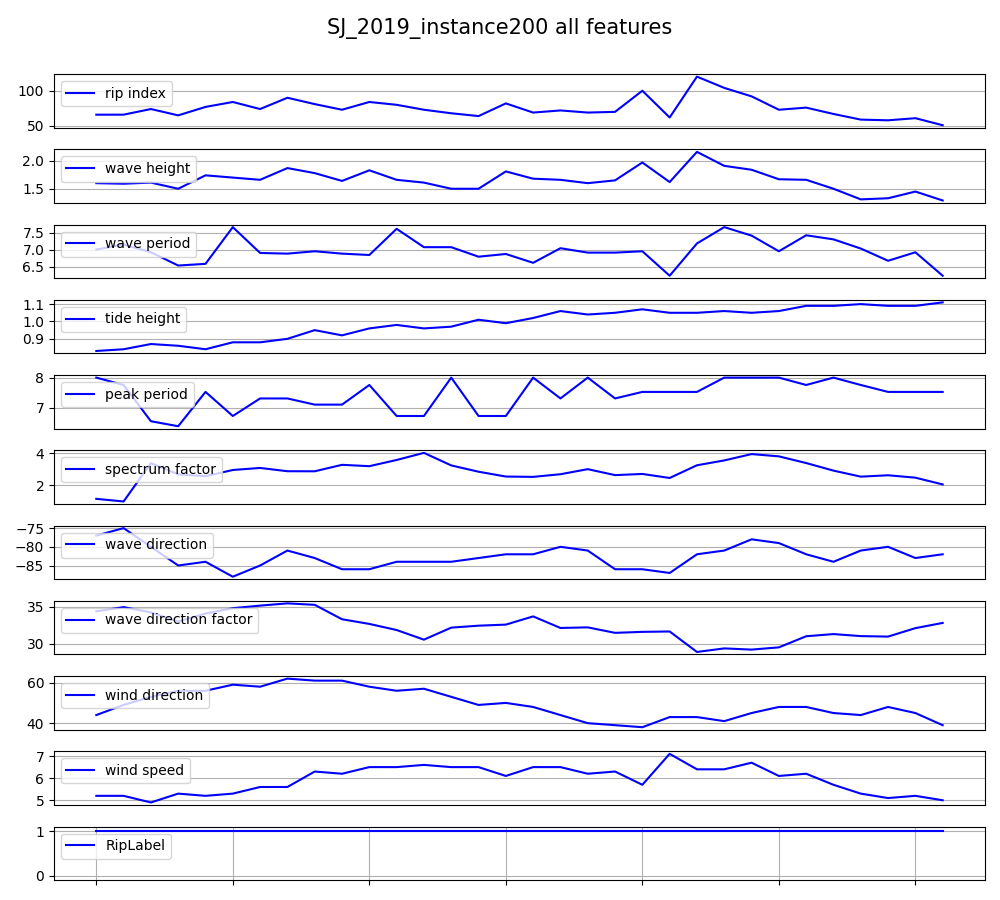 SJ_2019_instance200 all features
100
50
rip index
2.0
1.5
wave height
7.5
7.0
6.5
wave period
1.1
1.0
0.9
tide height
8
7
peak period
4
2
spectrum factor
−75
−80
−85
wave direction
35
30
wave direction factor
60
40
wind direction
7
6
5
wind speed
1
0
RipLabel